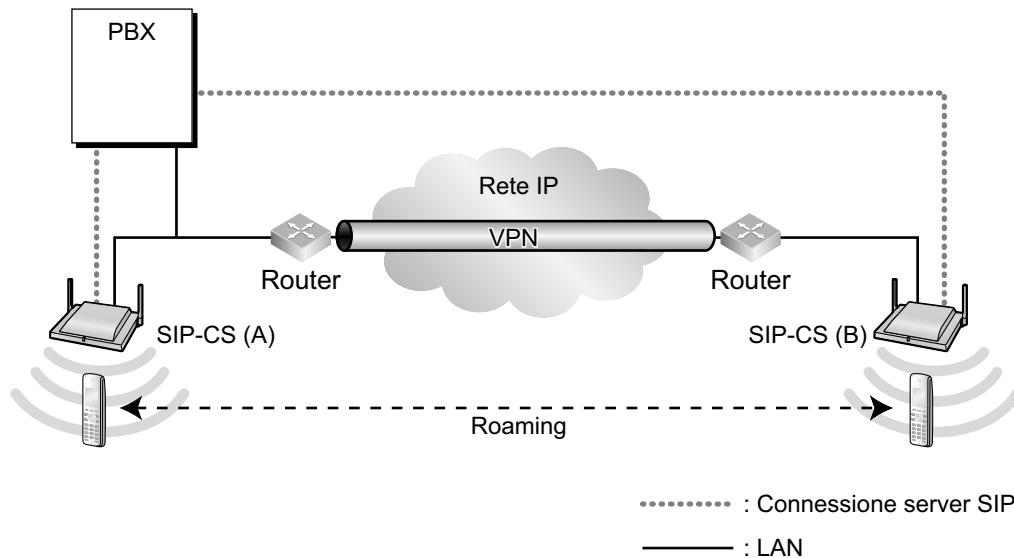 PBX
Rete IP
VPN
Router
Router
SIP-CS (A)
SIP-CS (B)
Roaming
: Connessione server SIP
: LAN